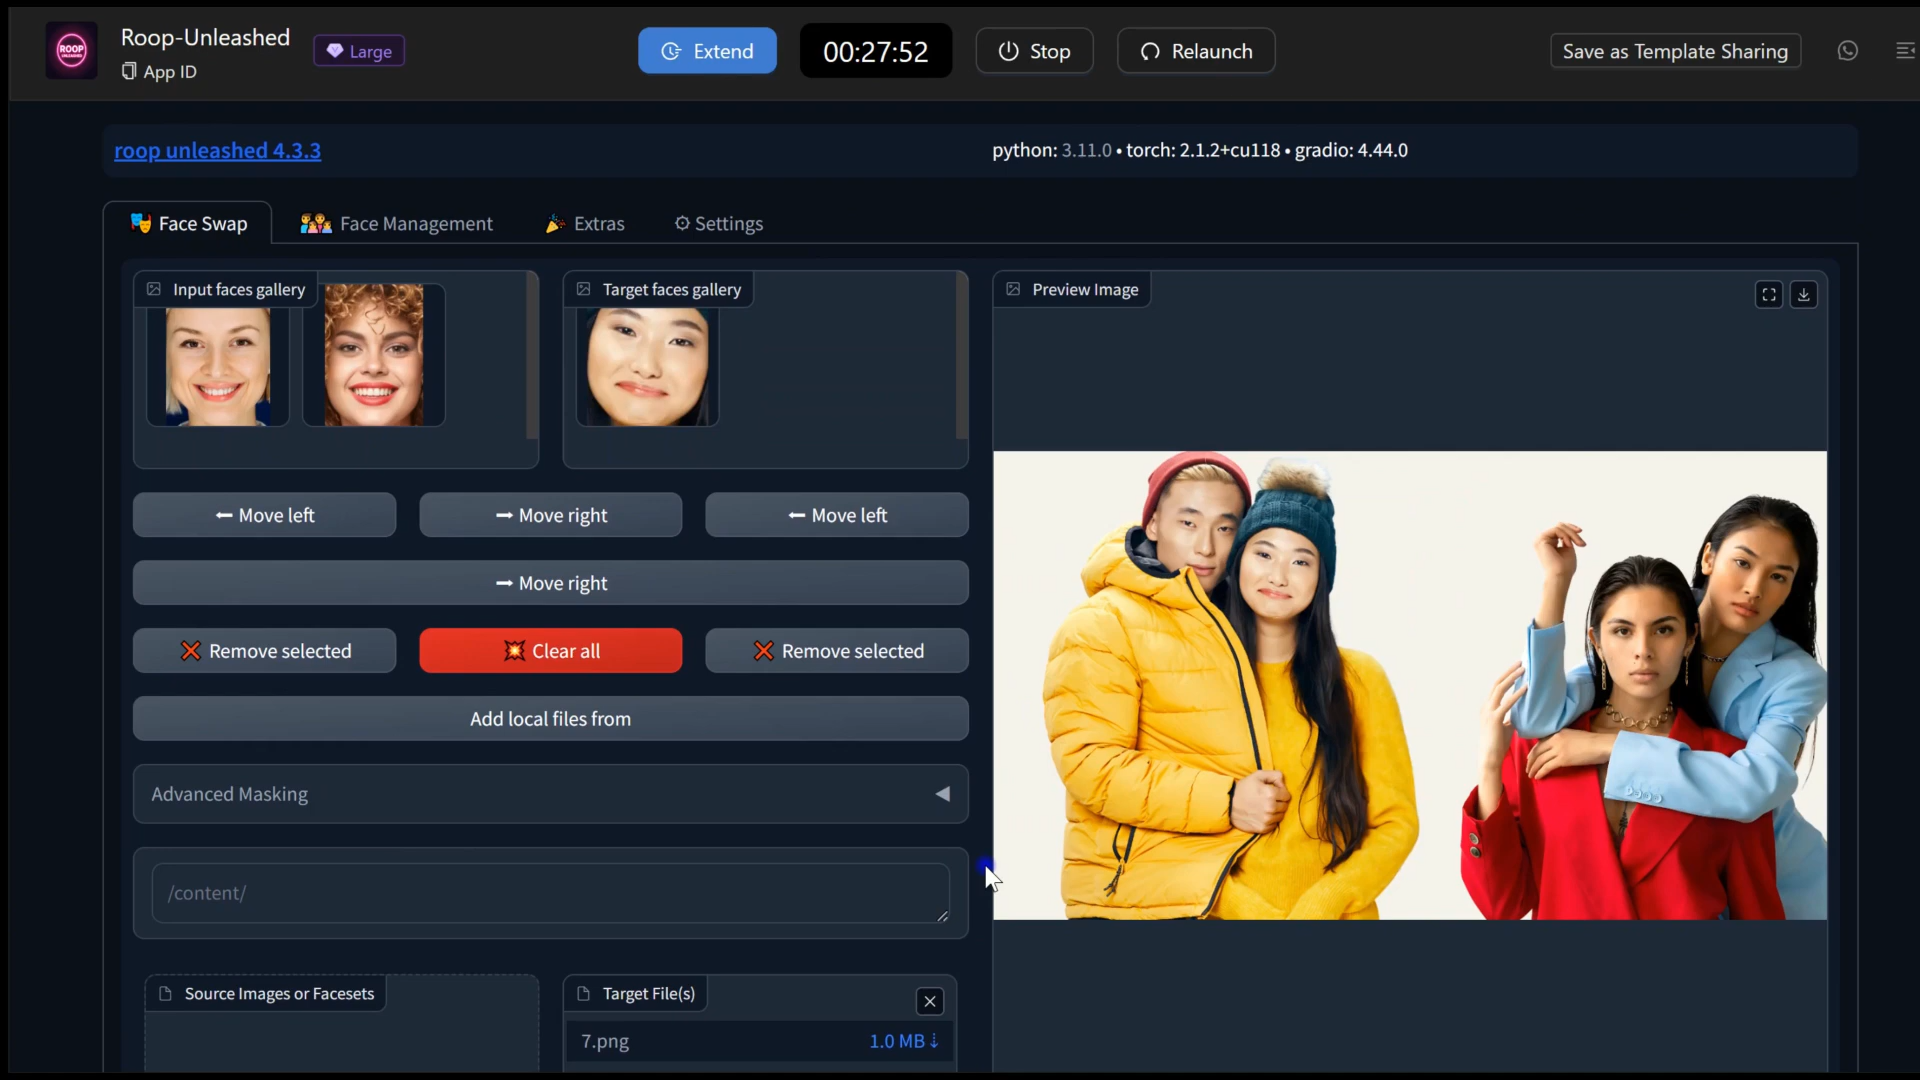 ROOP
UNLEASHED
Roop-Unleashed
App ID
Large
Extend
00:27:52
Stop
Relaunch
Save as Template Sharing
roop unleashed 4.3.3
python: 3.11.0 • torch: 2.1.2+cu118 • gradio: 4.44.0
Face Swap
Face Management
Extras
Settings
Input faces gallery
Target faces gallery
Preview Image
Move left
Move right
Move left
Move right
Remove selected
Clear all
Remove selected
Add local files from
Advanced Masking
/content/
Source Images or Facesets
Target File(s)
7.png
1.0 MB ⇣